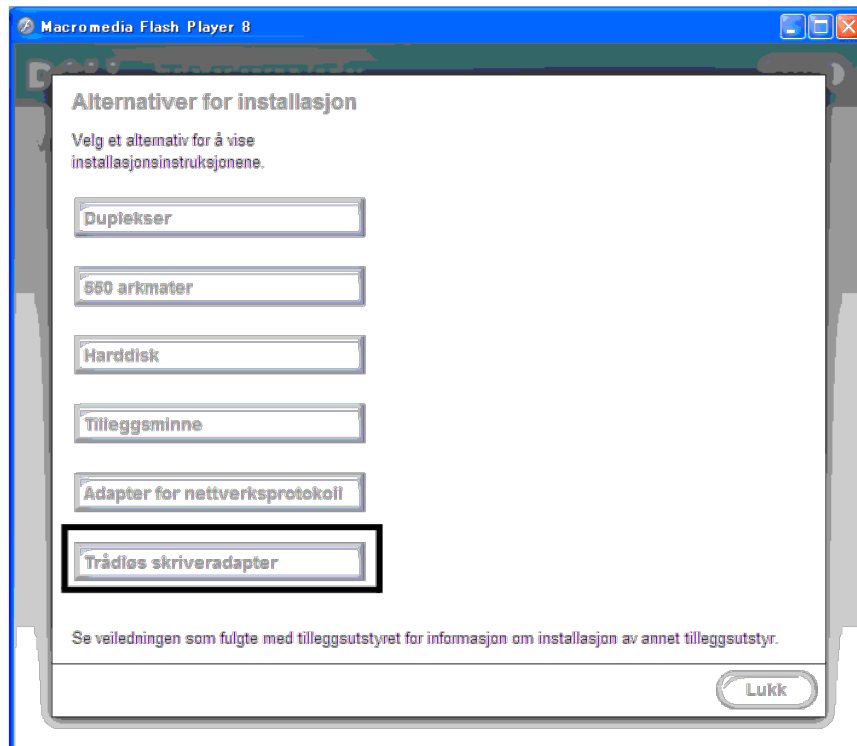 Macromedia Flash Player 8
Alternativer for installasjon
Velg et alternativ for å vise
installasjonsinstruksjonene.
Duplekser
550 arkmater
Harddisk
Tilleggsminne
Adapter for nettverksprotokoll
Trådløs skriveradapter
Se veiledningen som fulgte med tilleggsutstyret for informasjon om installasjon av annet tilleggsutstyr.
Lukk